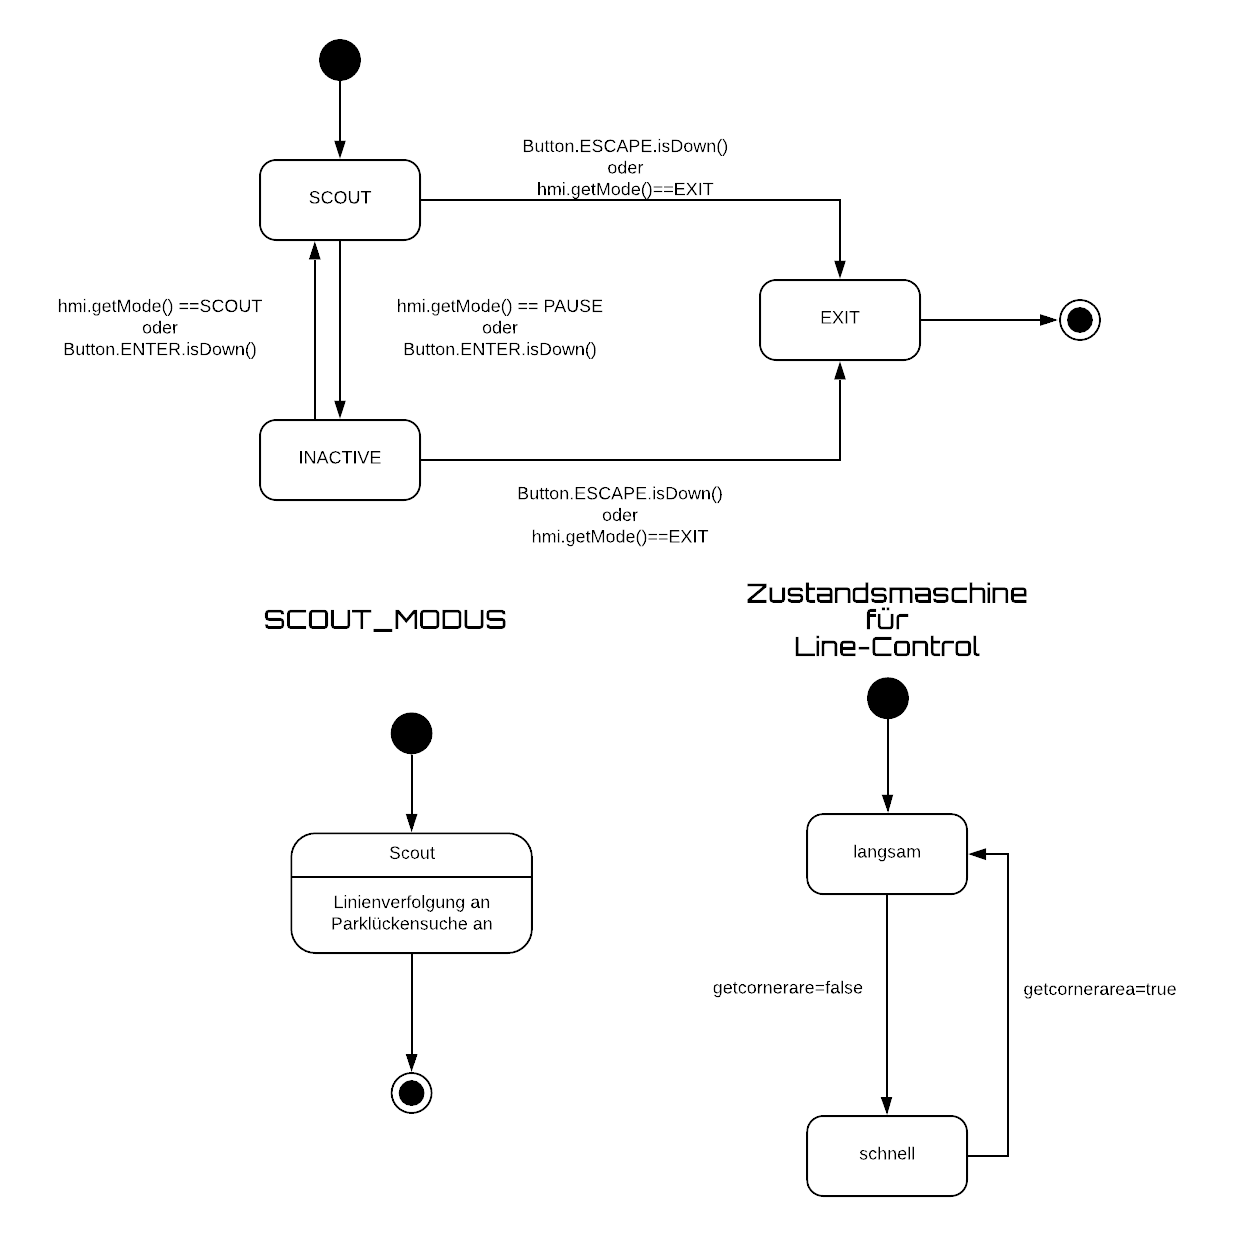 Button.ESCAPE.isDown()
oder
hmi.getMode()==EXIT
SCOUT
hmi.getMode() ==SCOUT
oder
Button.ENTER.isDown()
hmi.getMode() == PAUSE
oder
Button.ENTER.isDown()
EXIT
INACTIVE
Button.ESCAPE.isDown()
oder
hmi.getMode()==EXIT
SCOUT_MODUS
Scout
Linienverfolgung an
Parklückensuche an
Zustandsmaschine
für
Line-Control
langsam
getcornerare=false
getcornerarea=true
schnell